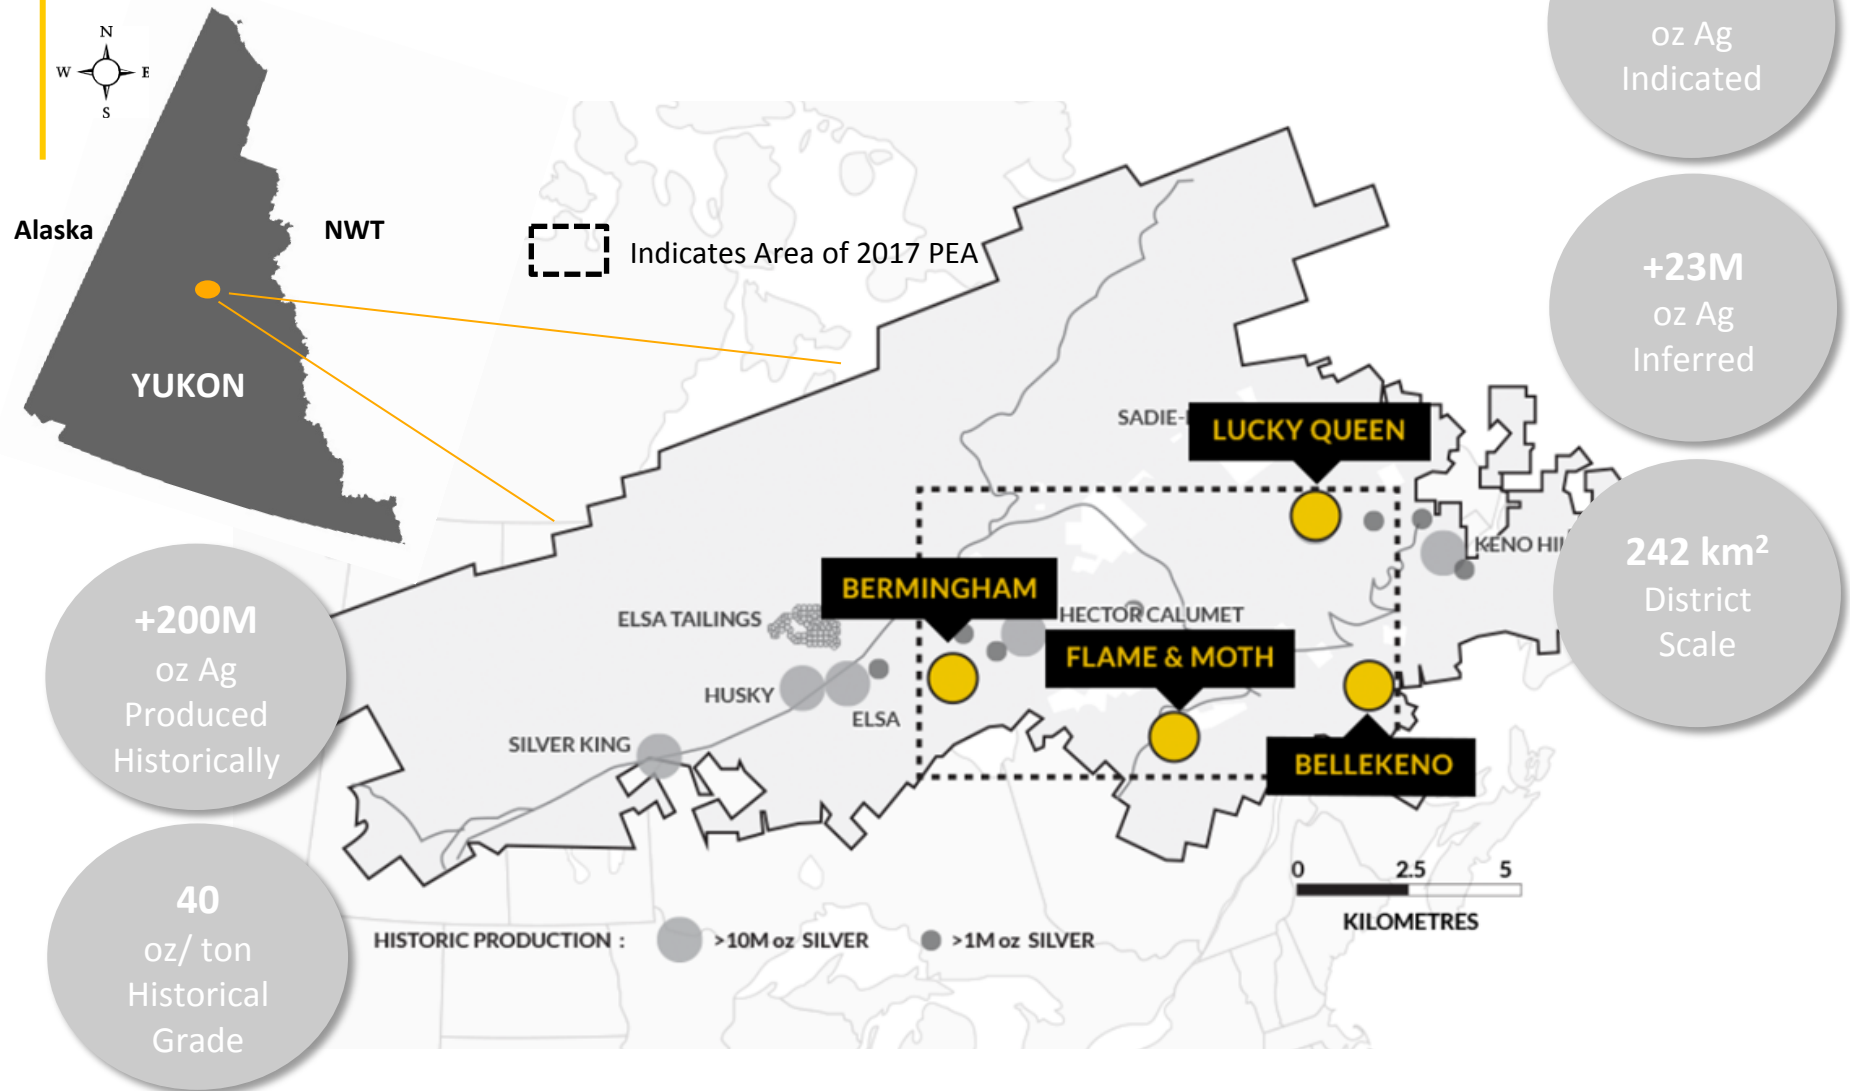 N
W
E
S
Alaska
NWT
YUKON
Indicates Area of 2017 PEA
oz Ag
Indicated
+23M
oz Ag
Inferred
242 km²
District
Scale
+200M
oz Ag
Produced
Historically
40
oz/ ton
Historical
Grade
SADIE-
LUCKY QUEEN
KENO
BERMINGHAM
ELSA TAILINGS
HECTOR CALUMET
FLAME & MOTH
HUSKY
ELSA
SILVER KING
BELLEKENO
0 2.5 5
KILOMETRES
HISTORIC PRODUCTION : >10M oz SILVER >1M oz SILVER